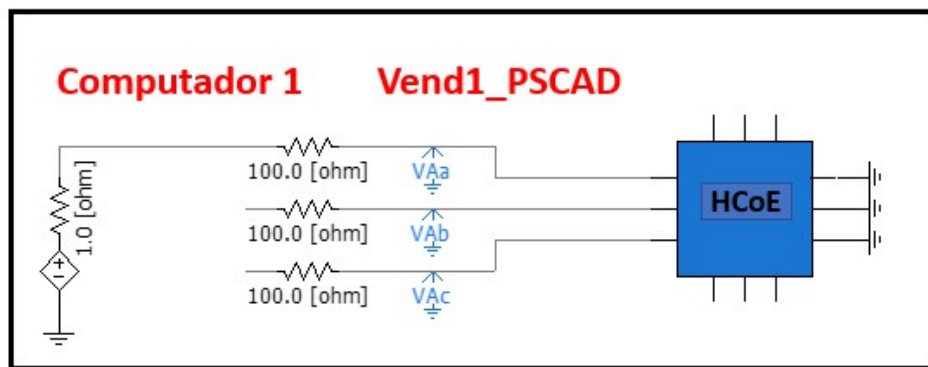 Computador 1 Vend1_PSCAD
100.0 [ohm]
VAa
1.0 [ohm]
HCoE
100.0 [ohm]
VAb
100.0 [ohm]
VAc